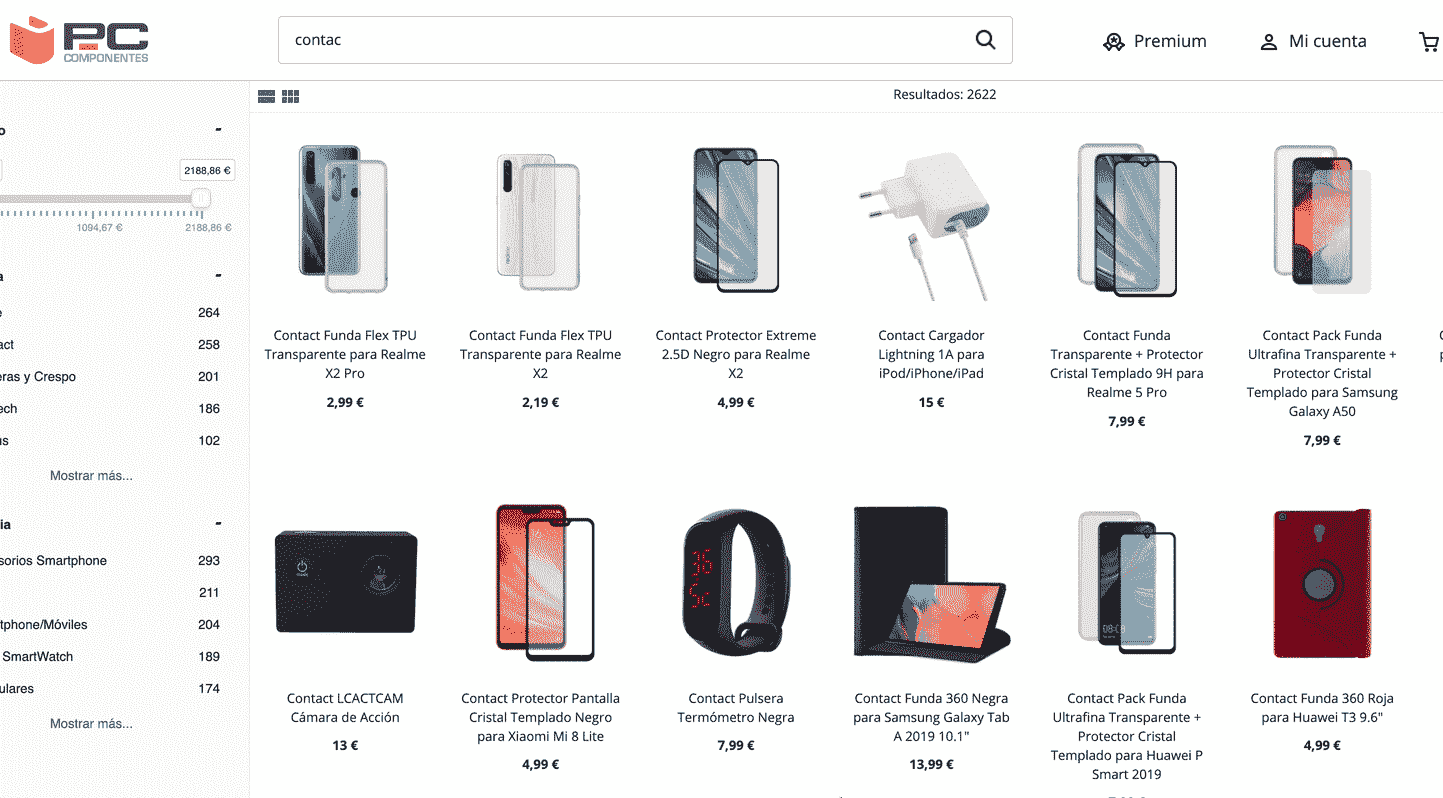 PC
COMPONENTES
contac
Premium
Mi cuenta
Resultados: 2622
o
-
2188,86 €
1094,67 €
2188,86 €
a
-
e 264
act 258
eras y Crespo 201
ech 186
ns 102
Mostrar más...
ia
-
sorios Smartphone 293
211
tphone/Móviles 204
SmartWatch 189
ulares 174
Mostrar más...
Contact Funda Flex TPU
Transparente para Realme
X2 Pro
2,99 €
Contact Funda Flex TPU
Transparente para Realme
X2
2,19 €
Contact Protector Extreme
2.5D Negro para Realme
X2
4,99 €
Contact Cargador
Lightning 1A para
iPod/iPhone/iPad
15 €
Contact Funda
Transparente + Protector
Cristal Templado 9H para
Realme 5 Pro
7,99 €
Contact Pack Funda
Ultrafina Transparente +
Protector Cristal
Templado para Samsung
Galaxy A50
7,99 €
Contact LCACTCAM
Cámara de Acción
13 €
Contact Protector Pantalla
Cristal Templado Negro
para Xiaomi Mi 8 Lite
4,99 €
Contact Pulsera
Termómetro Negra
7,99 €
Contact Funda 360 Negra
para Samsung Galaxy Tab
A 2019 10.1"
13,99 €
08:08
Contact Pack Funda
Ultrafina Transparente +
Protector Cristal
Templado para Huawei P
Smart 2019
Contact Funda 360 Roja
para Huawei T3 9.6"
4,99 €